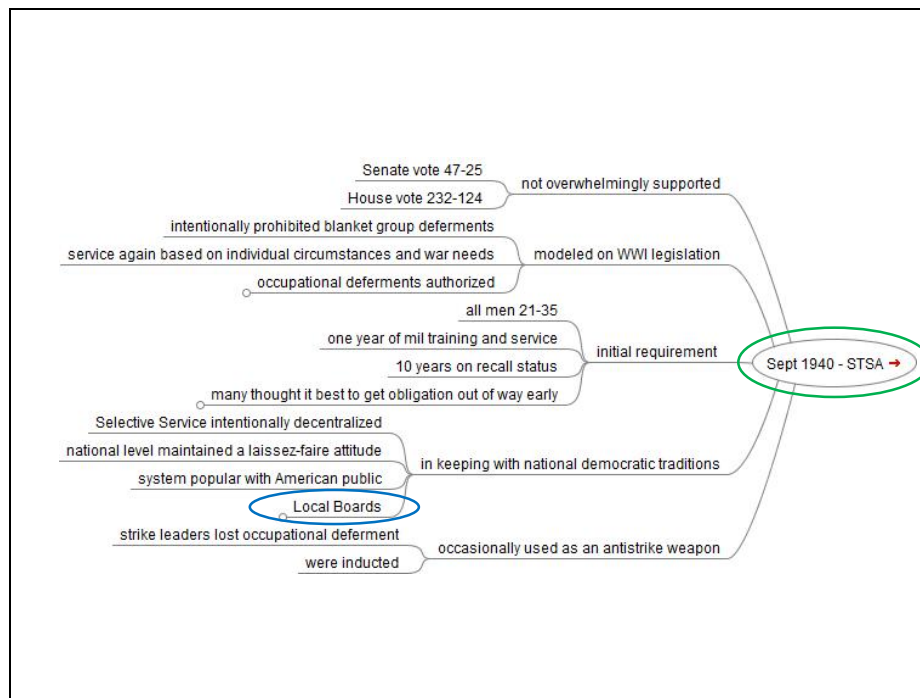 Senate vote 47-25
House vote 232-124
not overwhelmingly supported
intentionally prohibited blanket group deferments
service again based on individual circumstances and war needs
occupational deferments authorized
modeled on WWI legislation
all men 21-35
one year of mil training and service
10 years on recall status
many thought it best to get obligation out of way early
initial requirement
Sept 1940 - STSA
Selective Service intentionally decentralized
national level maintained a laissez-faire attitude
system popular with American public
Local Boards
in keeping with national democratic traditions
strike leaders lost occupational deferment
were inducted
occasionally used as an antistrike weapon